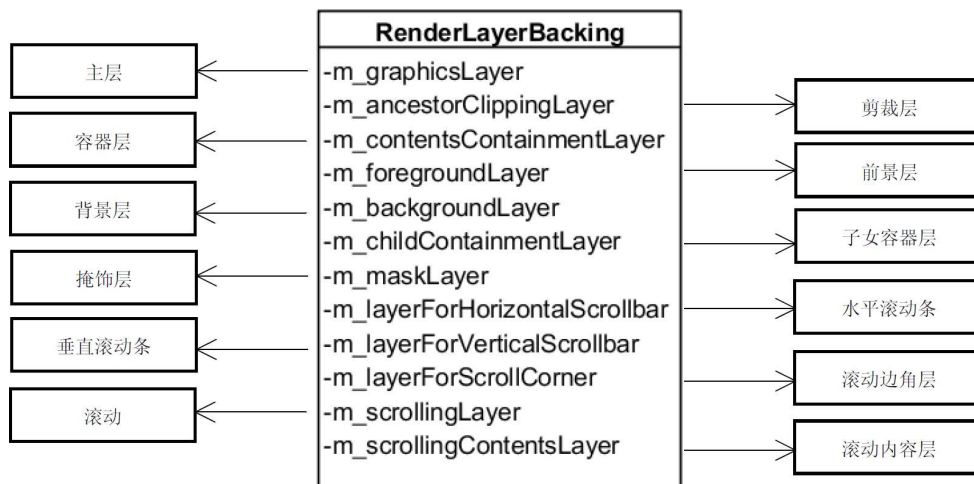 RenderLayerBacking
主层
-m_graphicsLayer
-m_ancestorClippingLayer
剪裁层
容器层
-m_contentsContainmentLayer
-m_foregroundLayer
前景层
背景层
-m_backgroundLayer
-m_childContainmentLayer
子女容器层
掩饰层
-m_maskLayer
-m_layerForHorizontalScrollbar
水平滚动条
垂直滚动条
-m_layerForVerticalScrollbar
-m_layerForScrollCorner
滚动边角层
滚动
-m_scrollingLayer
-m_scrollingContentsLayer
滚动内容层